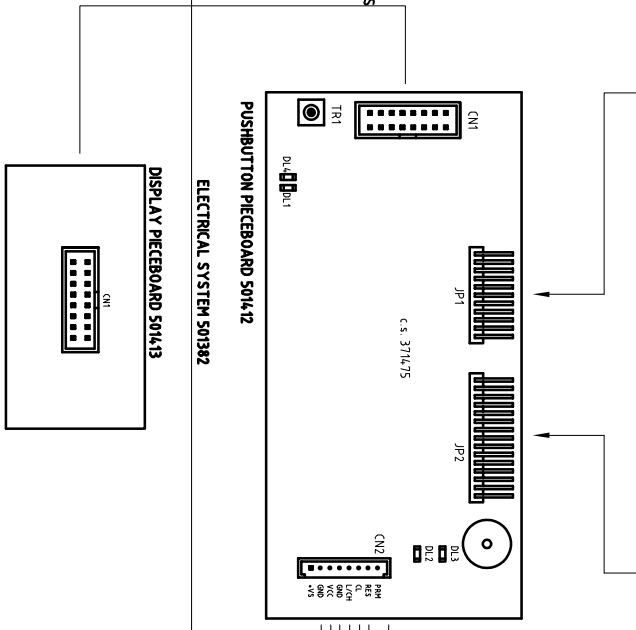 S
CN1
TR1
DL4
DL1
PUSHBUTTON PIECEBOARD 501412
ELECTRICAL SYSTEM 501382
DISPLAY PIECEBOARD 501413
CN1
JP1
c.s. 371475
JP2
CN2
DL2
DL3
PRM
RES
CL
L/CH
GND
VCC
GND
+VS